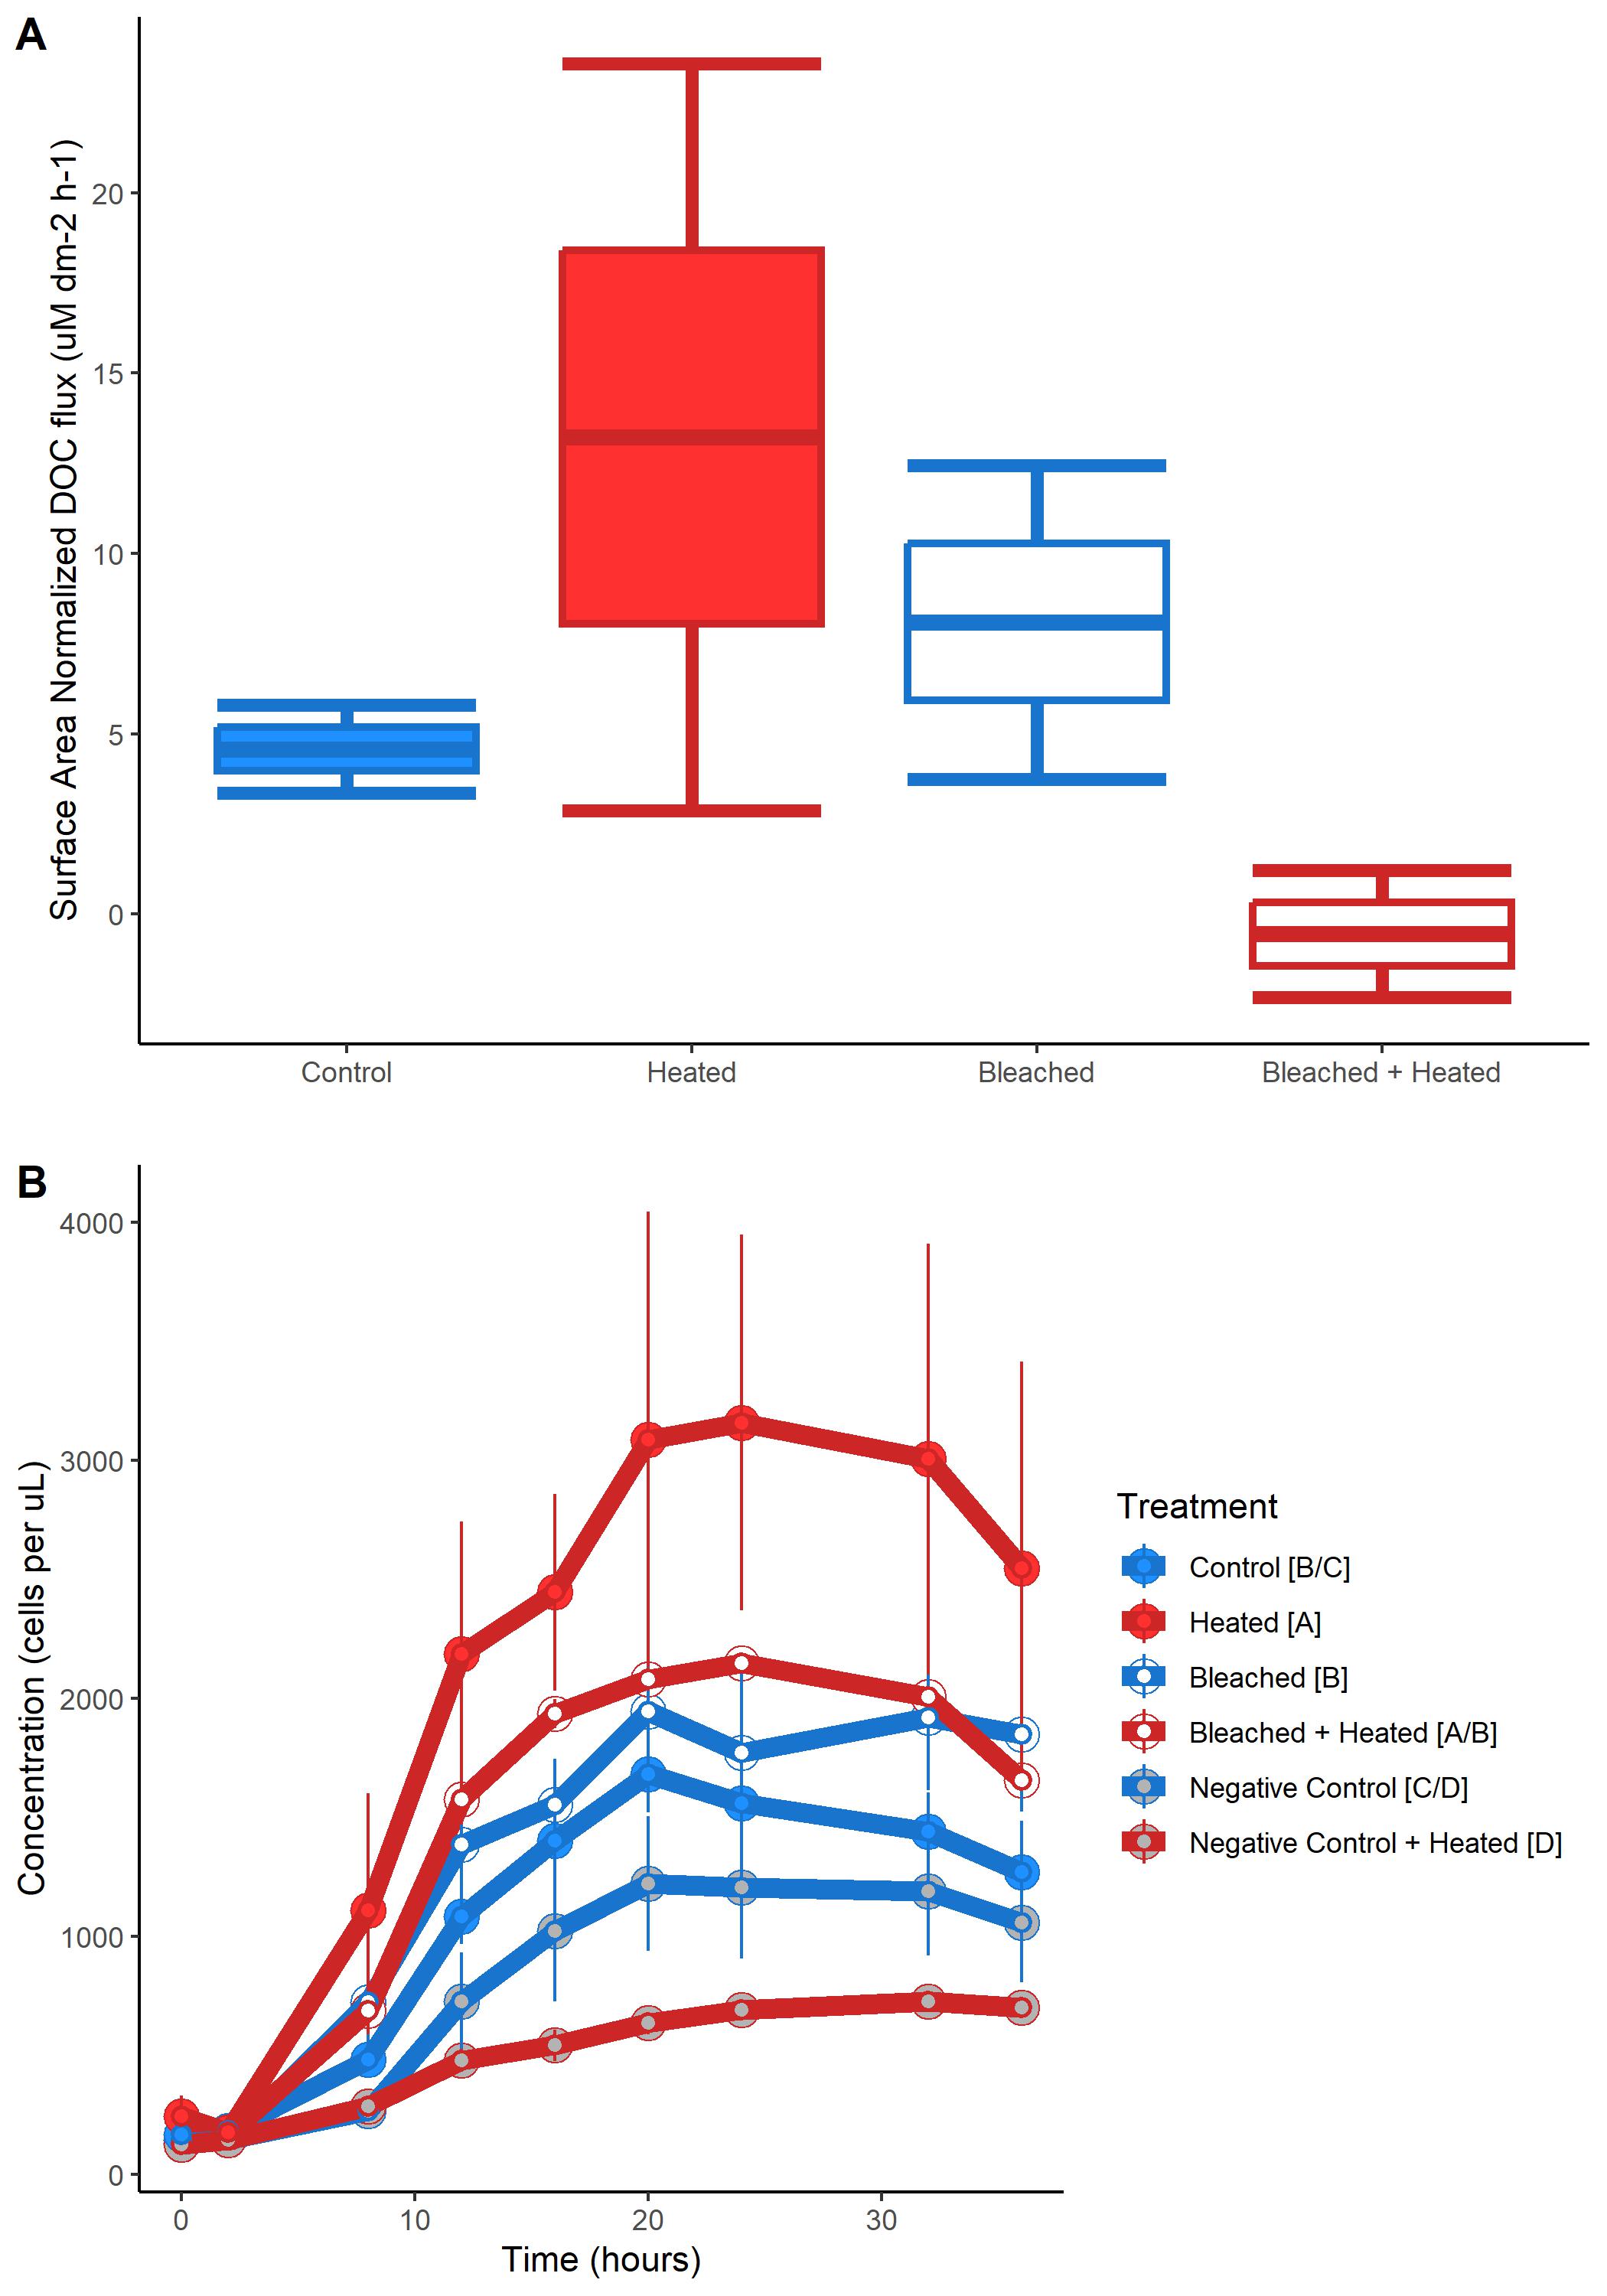 A
Surface Area Normalized DOC flux (uM dm-2 h-1)
20
15
10
5
0
Control
Heated
Bleached
Bleached + Heated
B
Concentration (cells per uL)
4000
3000
2000
1000
0
0
10
20
30
Time (hours)
Treatment
Control [B/C]
Heated [A]
Bleached [B]
Bleached + Heated [A/B]
Negative Control [C/D]
Negative Control + Heated [D]